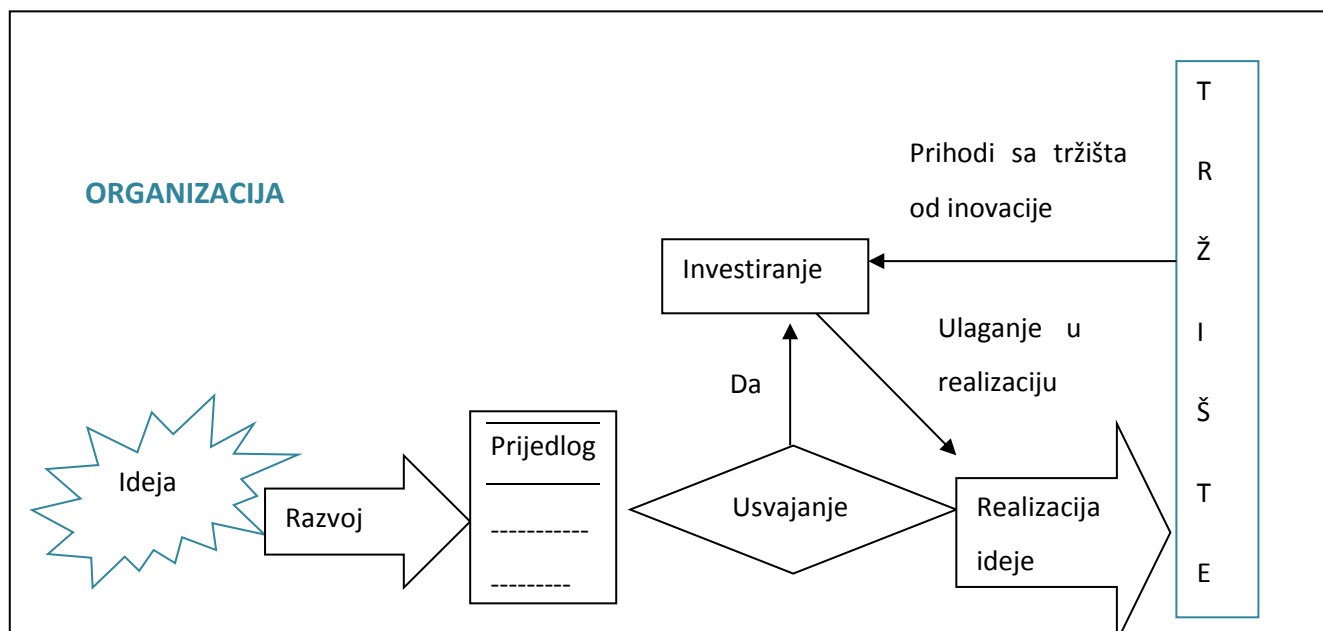 ORGANIZACIJA
Prihodi sa tržišta
od inovacije
Investiranje
Ulaganje u
realizaciju
Da
Ideja
Razvoj
Prijedlog
-----------
---------
Usvajanje
Realizacija
ideje
T
R
Ž
I
Š
T
E